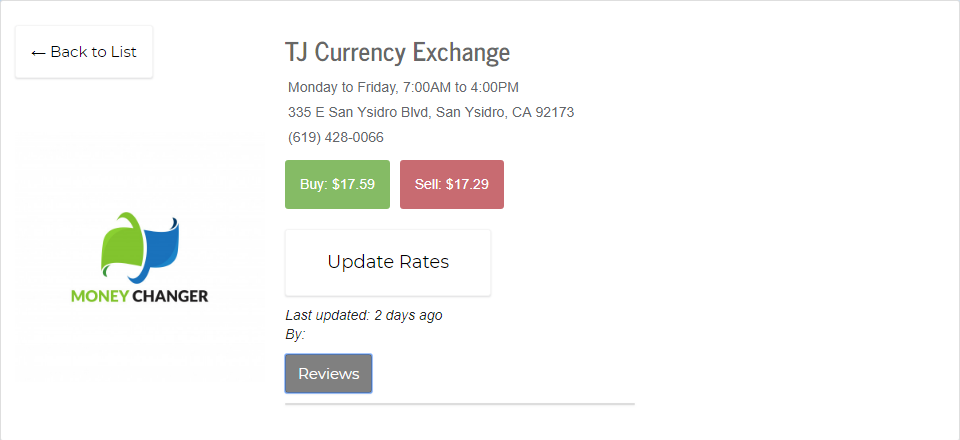 ← Back to List
TJ Currency Exchange
Monday to Friday, 7:00AM to 4:00PM
335 E San Ysidro Blvd, San Ysidro, CA 92173
(619) 428-0066
Buy: $17.59
Sell: $17.29
MONEY CHANGER
Update Rates
Last updated: 2 days ago
By:
Reviews